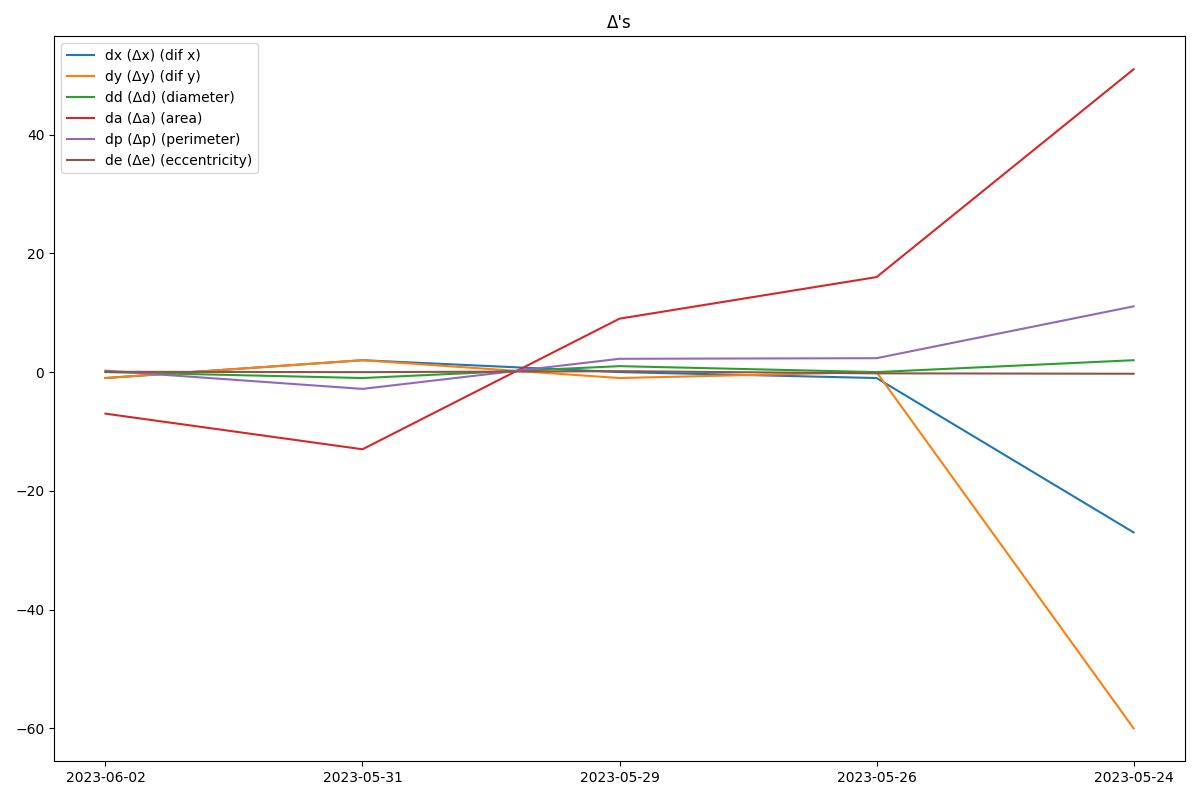 Δ's
dx (Δx) (dif x)
dy (Δy) (dif y)
dd (Δd) (diameter)
da (Δa) (area)
dp (Δp) (perimeter)
de (Δe) (eccentricity)
40
20
0
−20
−40
−60
2023-06-02 2023-05-31 2023-05-29 2023-05-26 2023-05-24